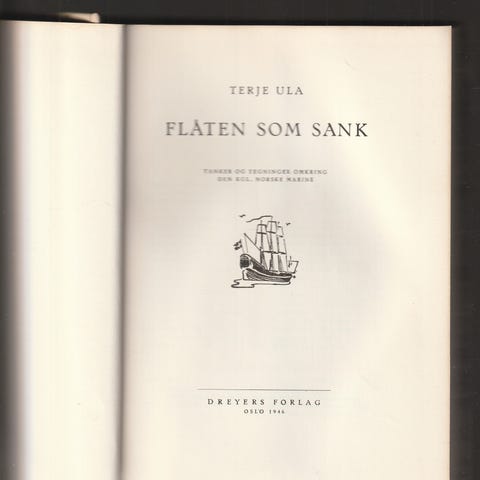 TERJE ULA
FLÅTEN SOM SANK
TANKER OG TEGNINGER OMKRING
DEN KGL. NORSKE MARINE
DREYERS FORLAG
OSLO 1946